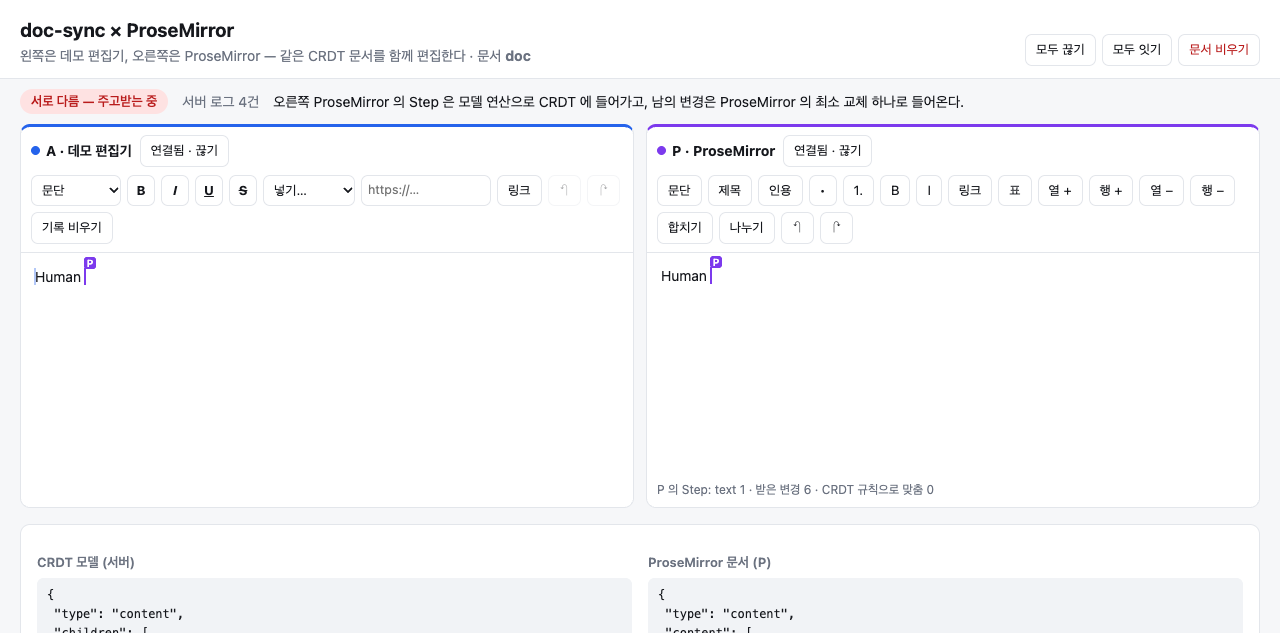 doc-sync × ProseMirror
왼쪽은 데모 편집기, 오른쪽은 ProseMirror — 같은 CRDT 문서를 함께 편집한다 · 문서 doc
모두 끊기 모두 잇기 문서 비우기
서로 다름 — 주고받는 중 서버 로그 4건 오른쪽 ProseMirror 의 Step 은 모델 연산으로 CRDT 에 들어가고, 남의 변경은 ProseMirror 의 최소 교체 하나로 들어온다.
A · 데모 편집기 연결됨 · 끊기
문단 B I U S 넣기... https://... 링크
기록 비우기
Human P
P · ProseMirror 연결됨 · 끊기
문단 제목 인용 • 1. B I 링크 표 열 + 행 + 열 − 행 −
합치기 나누기
Human P
P 의 Step: text 1 · 받은 변경 6 · CRDT 규칙으로 맞춤 0
CRDT 모델 (서버)
{
"type": "content",
"children": [
ProseMirror 문서 (P)
{
"type": "content",
"content": [